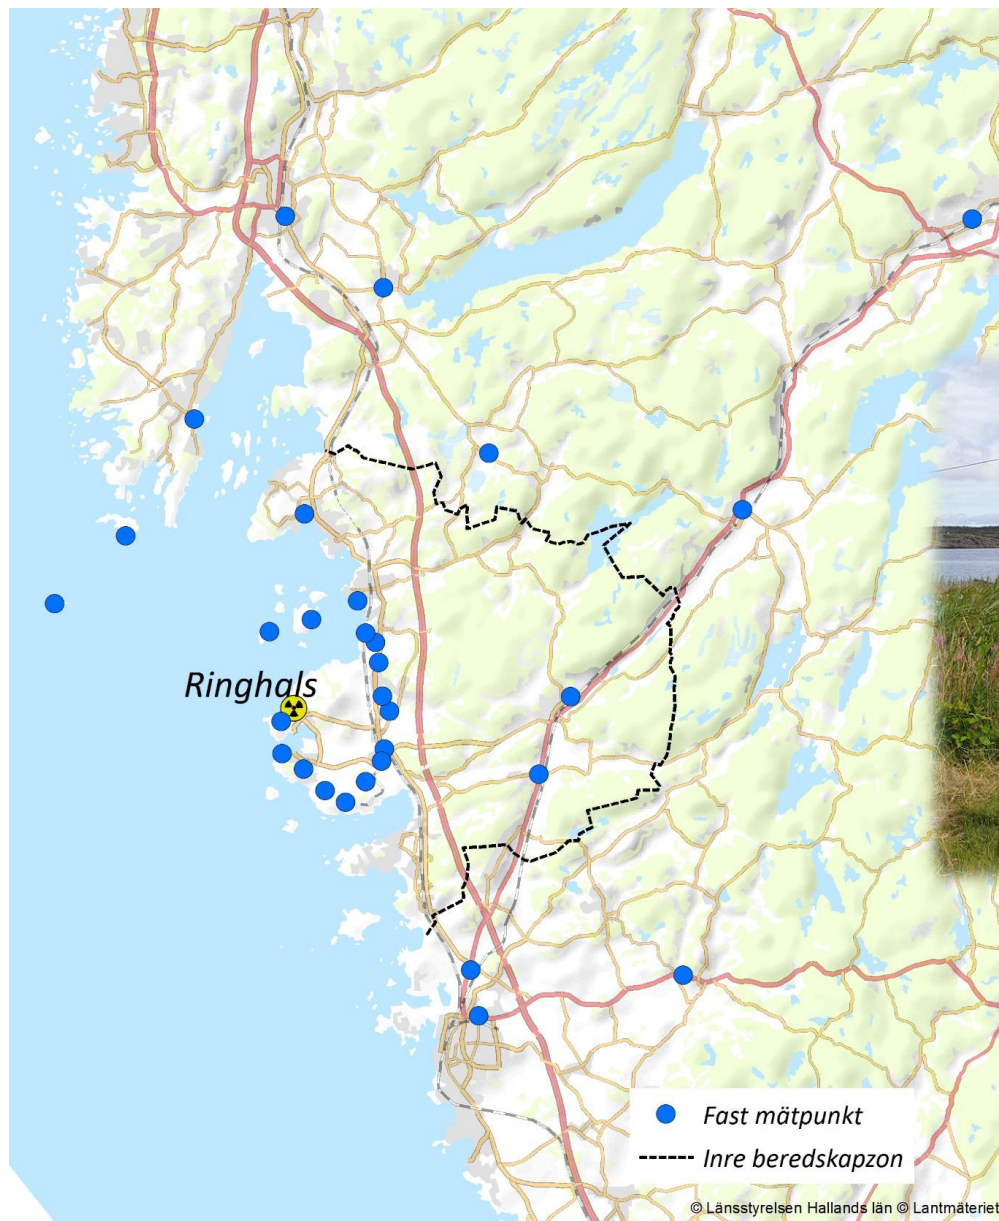 Ringhals
Fast mätpunkt
Inre beredskapzon
© Länsstyrelsen Hallands län © Lantmäteriet